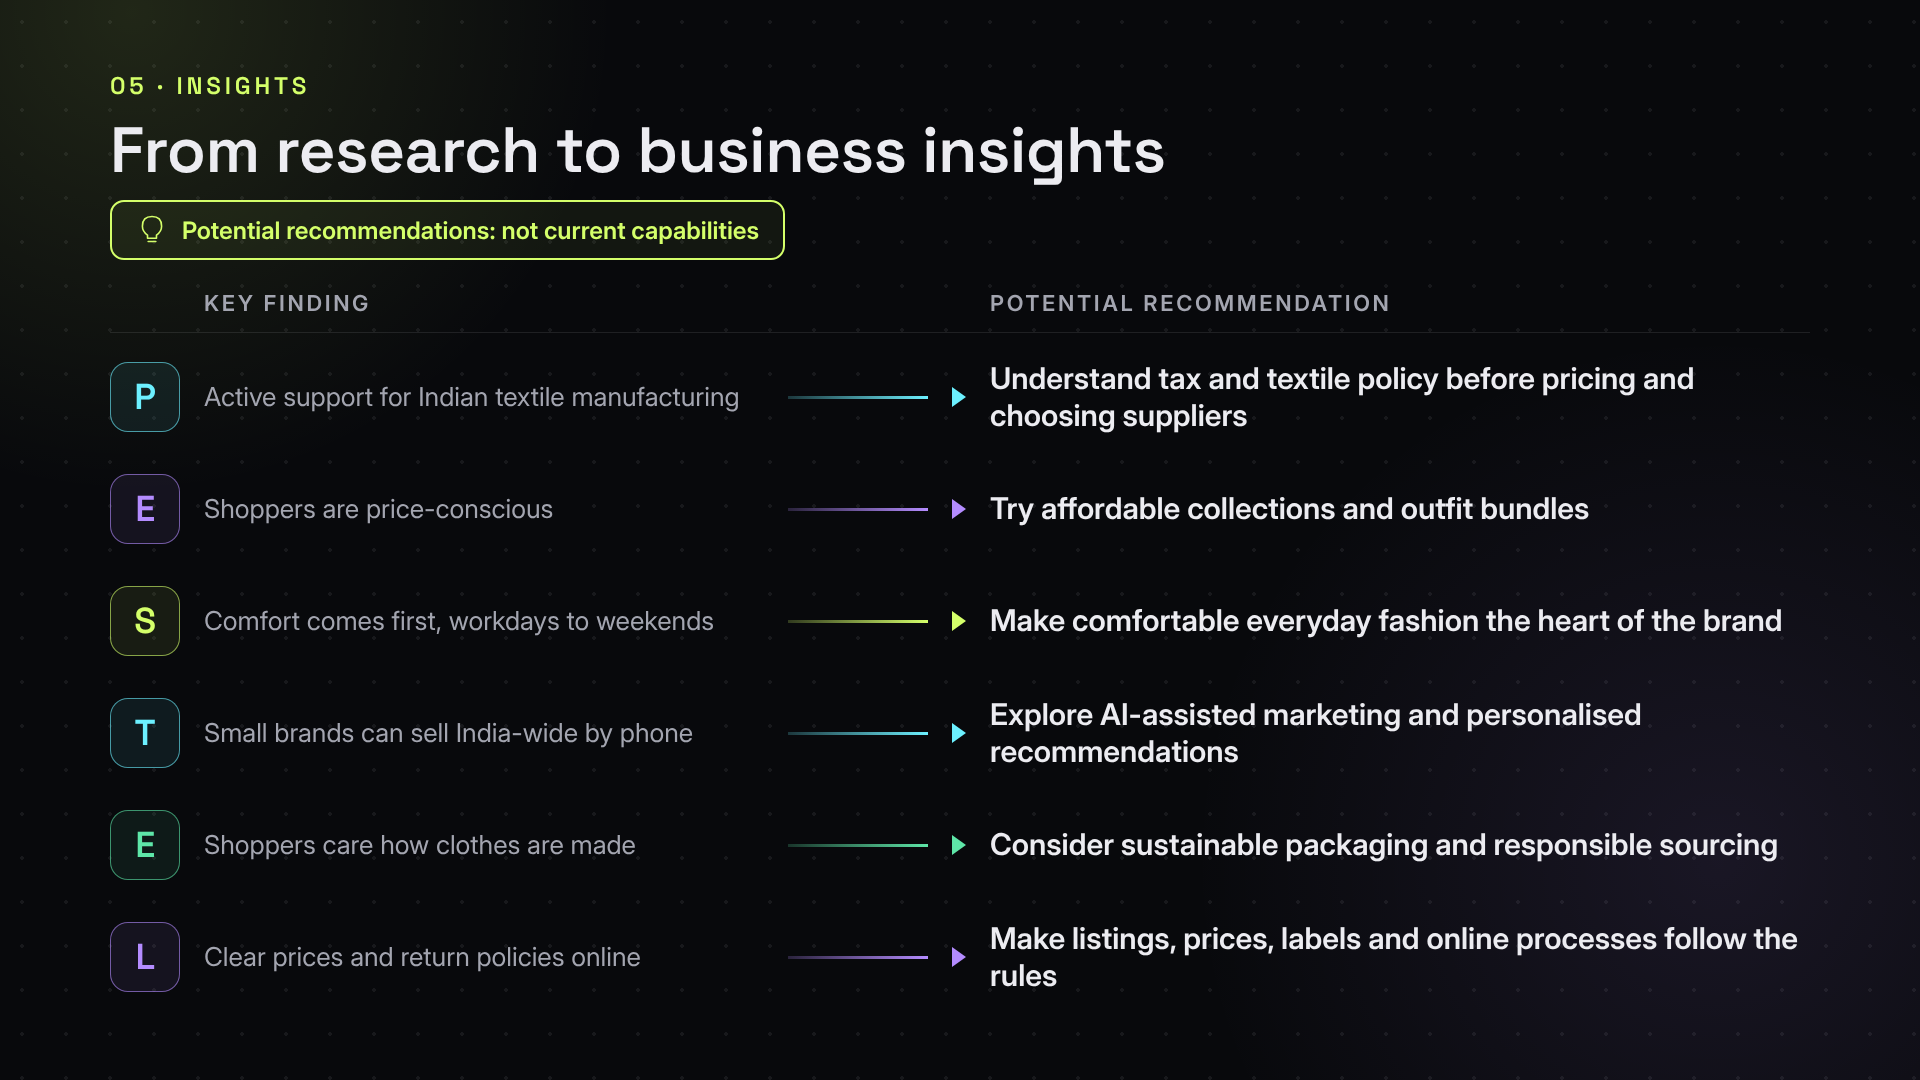 05 · INSIGHTS
From research to business insights
Potential recommendations: not current capabilities
KEY FINDING
POTENTIAL RECOMMENDATION
P
Active support for Indian textile manufacturing
Understand tax and textile policy before pricing and
choosing suppliers
E
Shoppers are price-conscious
Try affordable collections and outfit bundles
S
Comfort comes first, workdays to weekends
Make comfortable everyday fashion the heart of the brand
T
Small brands can sell India-wide by phone
Explore AI-assisted marketing and personalised
recommendations
E
Shoppers care how clothes are made
Consider sustainable packaging and responsible sourcing
L
Clear prices and return policies online
Make listings, prices, labels and online processes follow the
rules